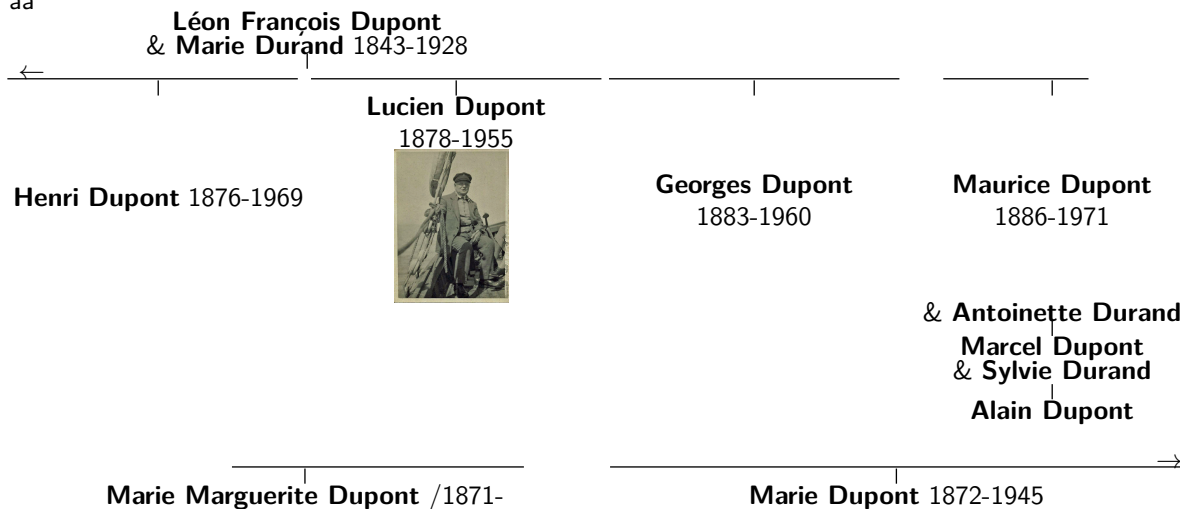 aa
Léon François Dupont
& Marie Durand 1843-1928
←
Lucien Dupont
1878-1955
Henri Dupont 1876-1969
Georges Dupont
1883-1960
Maurice Dupont
1886-1971
& Antoinette Durand
Marcel Dupont
& Sylvie Durand
Alain Dupont
→
Marie Marguerite Dupont /1871-
Marie Dupont 1872-1945